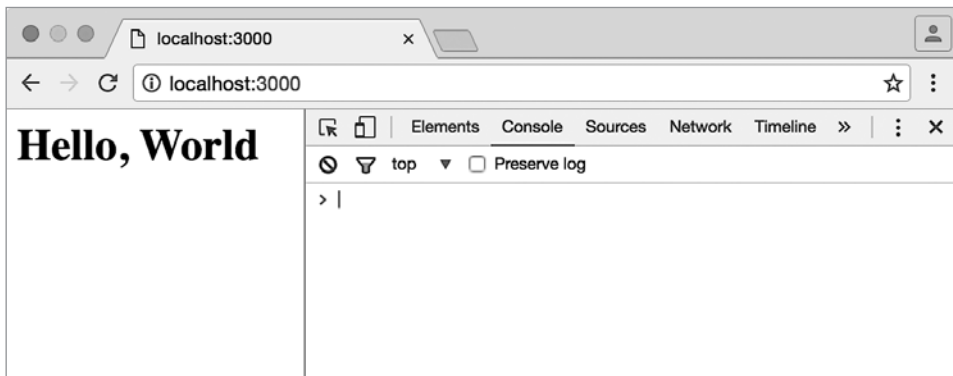 localhost:3000
localhost:3000
Hello, World
Elements Console Sources Network Timeline »
top Preserve log
>